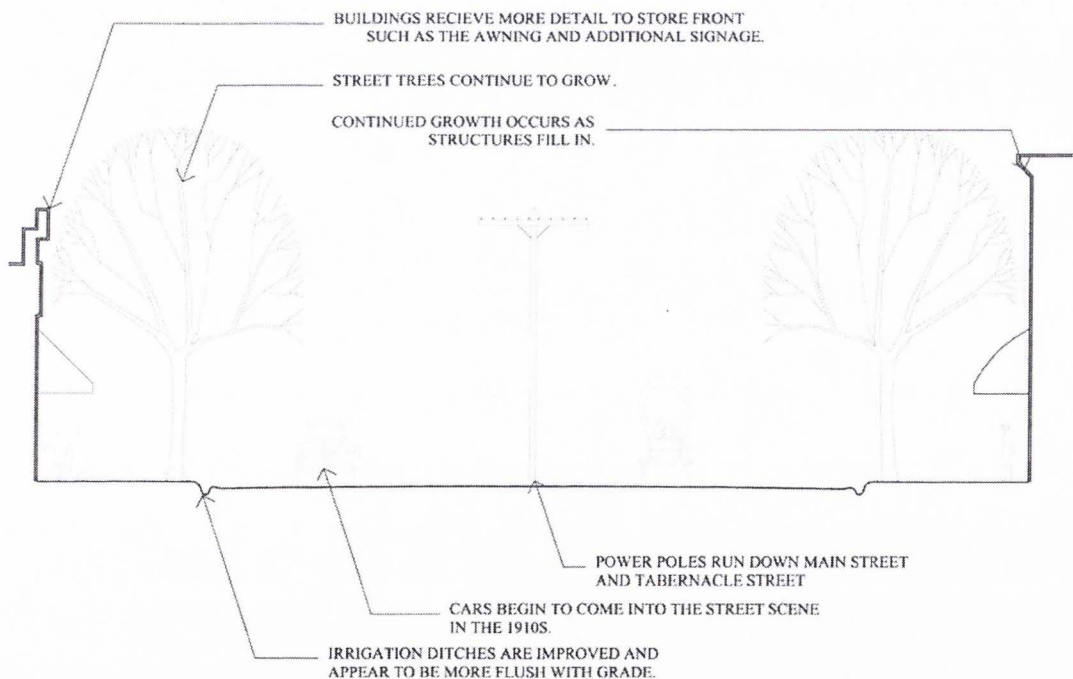 BUILDINGS RECIEVE MORE DETAIL TO STORE FRONT
SUCH AS THE AWNING AND ADDITIONAL SIGNAGE.
STREET TREES CONTINUE TO GROW.
CONTINUED GROWTH OCCURS AS
STRUCTURES FILL IN.
POWER POLES RUN DOWN MAIN STREET
AND TABERNACLE STREET
CARS BEGIN TO COME INTO THE STREET SCENE
IN THE 1910S.
IRRIGATION DITCHES ARE IMPROVED AND
APPEAR TO BE MORE FLUSH WITH GRADE.